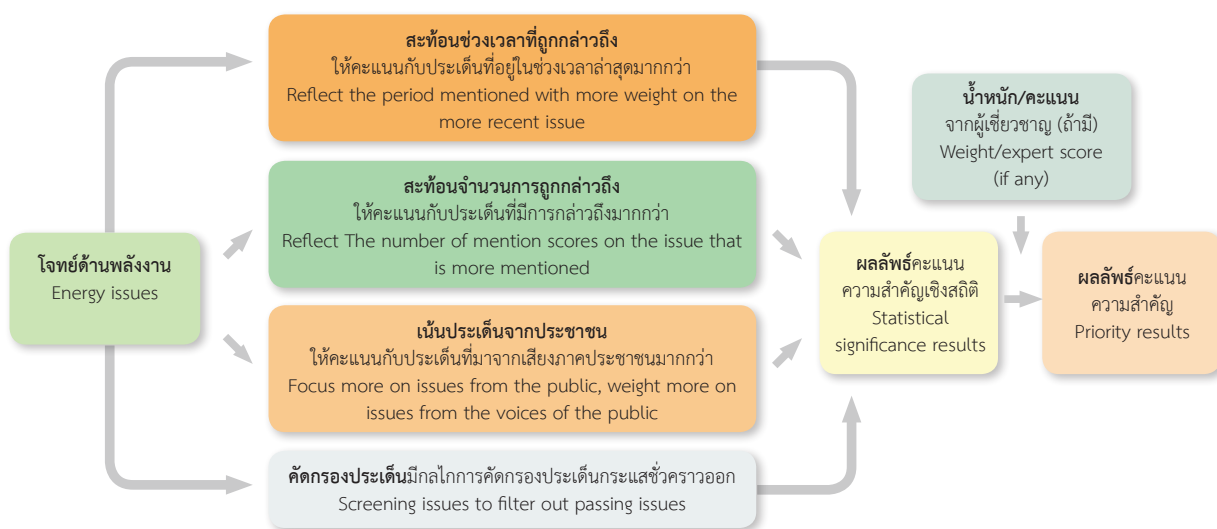 โจทย์ด้านพลังงาน
Energy issues
สะท้อนช่วงเวลาที่ถูกกล่าวถึง
ให้คะแนนกับประเด็นที่อยู่ในช่วงเวลาล่าสุดมากกว่า
Reflect the period mentioned with more weight on the
more recent issue
สะท้อนจำนวนการถูกกล่าวถึง
ให้คะแนนกับประเด็นที่มีการกล่าวถึงมากกว่า
Reflect The number of mention scores on the issue that
is more mentioned
เน้นประเด็นจากประชาชน
ให้คะแนนกับประเด็นที่มาจากเสียงภาคประชาชนมากกว่า
Focus more on issues from the public, weight more on
issues from the voices of the public
คัดกรองประเด็นมีกลไกการคัดกรองประเด็นกระแสชั่วคราวออก
Screening issues to filter out passing issues
ผลลัพธ์คะแนน
ความสำคัญเชิงสถิติ
Statistical
significance results
น้ำหนัก/คะแนน
จากผู้เชี่ยวชาญ (ถ้ามี)
Weight/expert score
(if any)
ผลลัพธ์คะแนน
ความสำคัญ
Priority results